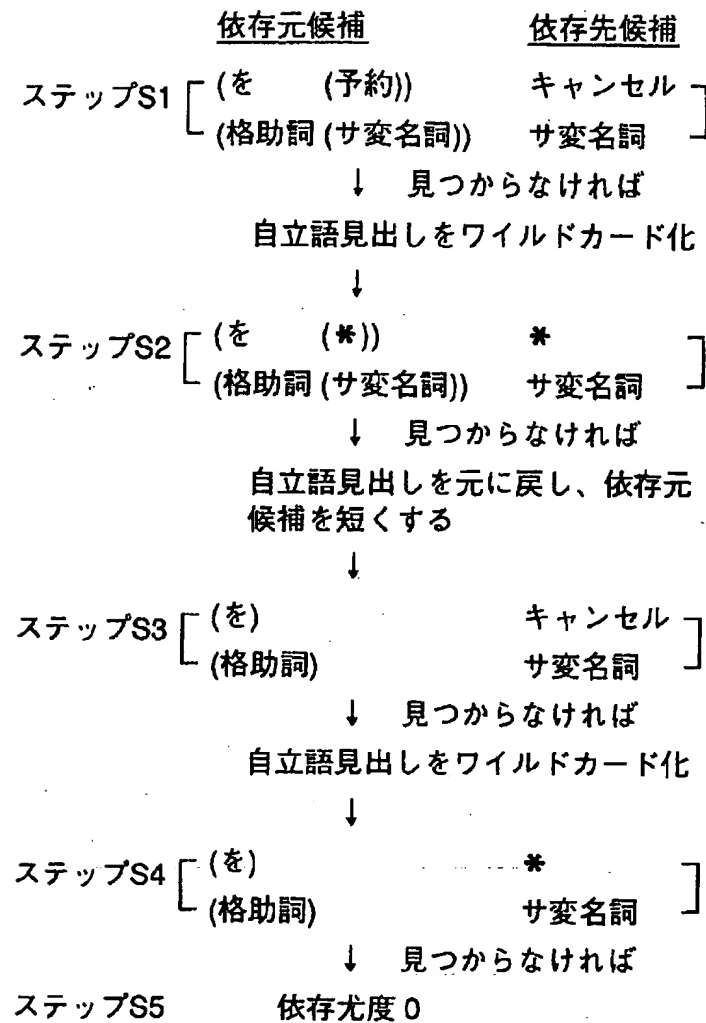 依存元候補 依存先候補
ステップS1 (を (予約)) キャンセル
(格助詞 (サ変名詞)) サ変名詞
↓ 見つからなければ
自立語見出しをワイルドカード化
↓
ステップS2 (を (*)) *
(格助詞 (サ変名詞)) サ変名詞
↓ 見つからなければ
自立語見出しを元に戻し、依存元
候補を短くする
↓
ステップS3 (を) キャンセル
(格助詞) サ変名詞
↓ 見つからなければ
自立語見出しをワイルドカード化
↓
ステップS4 (を) *
(格助詞) サ変名詞
↓ 見つからなければ
ステップS5 依存尤度 0